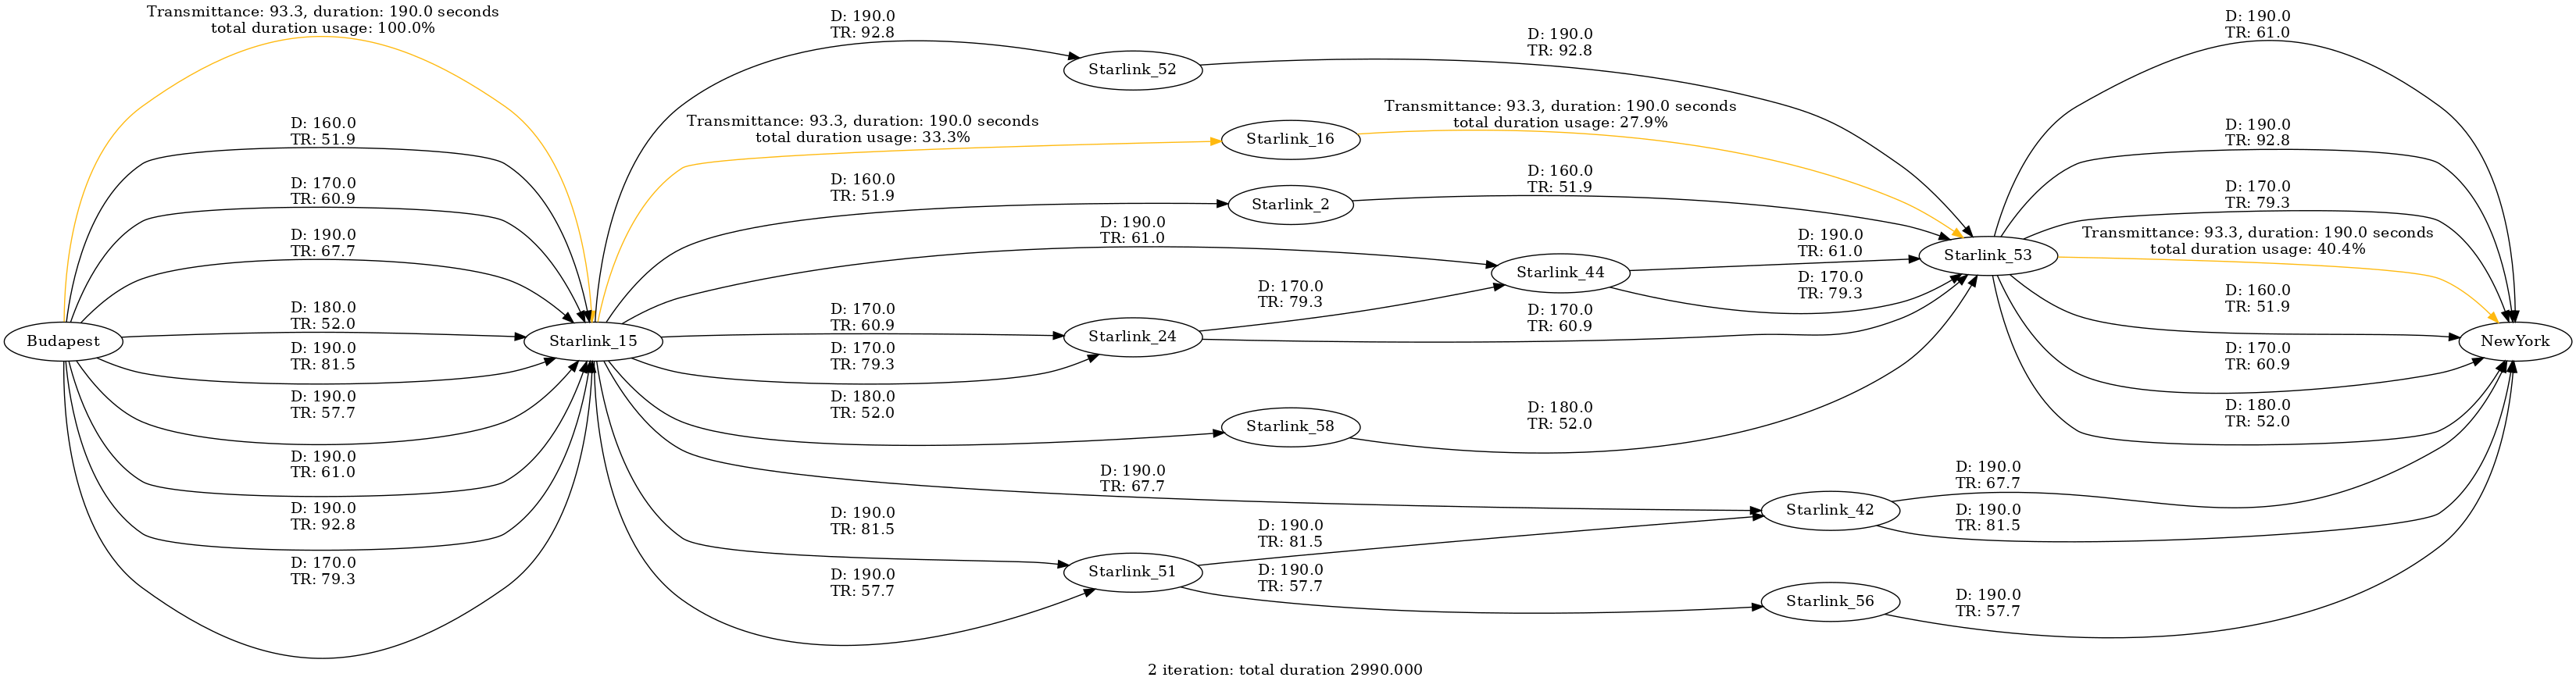 Transmittance: 93.3, duration: 190.0 seconds
total duration usage: 100.0%
D: 160.0
TR: 51.9
D: 170.0
TR: 60.9
D: 190.0
TR: 67.7
D: 180.0
TR: 52.0
D: 190.0
TR: 81.5
D: 190.0
TR: 57.7
D: 190.0
TR: 61.0
D: 190.0
TR: 92.8
D: 170.0
TR: 79.3
Budapest
Starlink_15
D: 190.0
TR: 92.8
Transmittance: 93.3, duration: 190.0 seconds
total duration usage: 33.3%
D: 160.0
TR: 51.9
D: 190.0
TR: 61.0
D: 170.0
TR: 60.9
D: 170.0
TR: 79.3
D: 180.0
TR: 52.0
D: 190.0
TR: 67.7
D: 190.0
TR: 81.5
D: 190.0
TR: 57.7
Starlink_52
Starlink_16
Starlink_2
Starlink_44
Starlink_24
Starlink_58
Starlink_42
Starlink_51
Starlink_56
D: 190.0
TR: 92.8
Transmittance: 93.3, duration: 190.0 seconds
total duration usage: 27.9%
D: 160.0
TR: 51.9
D: 170.0
TR: 79.3
D: 170.0
TR: 60.9
D: 190.0
TR: 61.0
D: 170.0
TR: 79.3
D: 180.0
TR: 52.0
D: 190.0
TR: 81.5
D: 190.0
TR: 57.7
Starlink_53
D: 190.0
TR: 61.0
D: 190.0
TR: 92.8
D: 170.0
TR: 79.3
Transmittance: 93.3, duration: 190.0 seconds
total duration usage: 40.4%
D: 160.0
TR: 51.9
D: 170.0
TR: 60.9
D: 180.0
TR: 52.0
D: 190.0
TR: 67.7
D: 190.0
TR: 81.5
D: 190.0
TR: 57.7
NewYork
2 iteration: total duration 2990.000